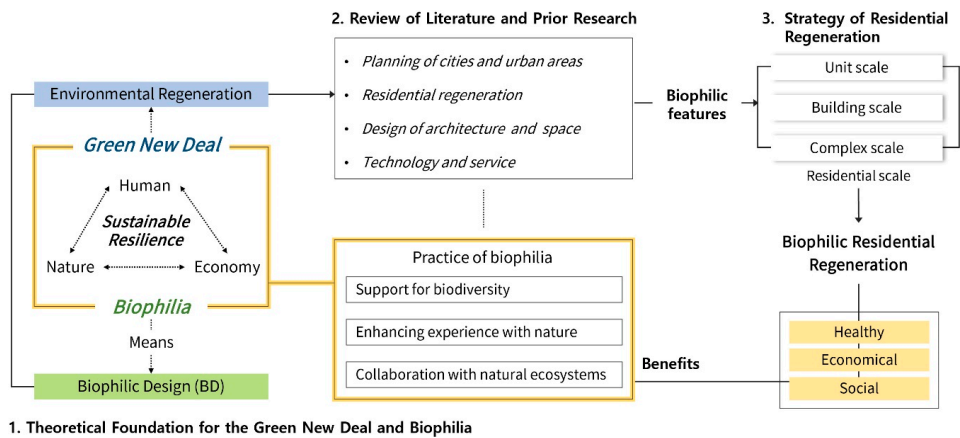 2. Review of Literature and Prior Research
3. Strategy of Residential
Regeneration
• Planning of cities and urban areas
• Residential regeneration
• Design of architecture and space
• Technology and service
Biophilic
features
Unit scale
Building scale
Complex scale
Residential scale
Environmental Regeneration
Green New Deal
Human
Sustainable
Resilience
Nature
Economy
Biophilia
Means
Biophilic Design (BD)
Practice of biophilia
Support for biodiversity
Enhancing experience with nature
Collaboration with natural ecosystems
Biophilic Residential
Regeneration
Benefits
Healthy
Economical
Social
1. Theoretical Foundation for the Green New Deal and Biophilia